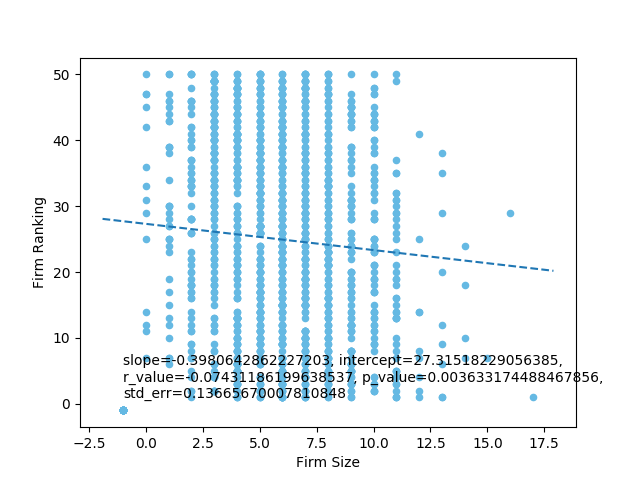 50
40
30
20
10
0
Firm Ranking
slope=-0.3980642862227203, intercept=27.31518229056385,
r_value=-0.07431186199638537, p_value=0.003633174488467856,
std_err=0.13665670007810848
−2.5 0.0 2.5 5.0 7.5 10.0 12.5 15.0 17.5
Firm Size